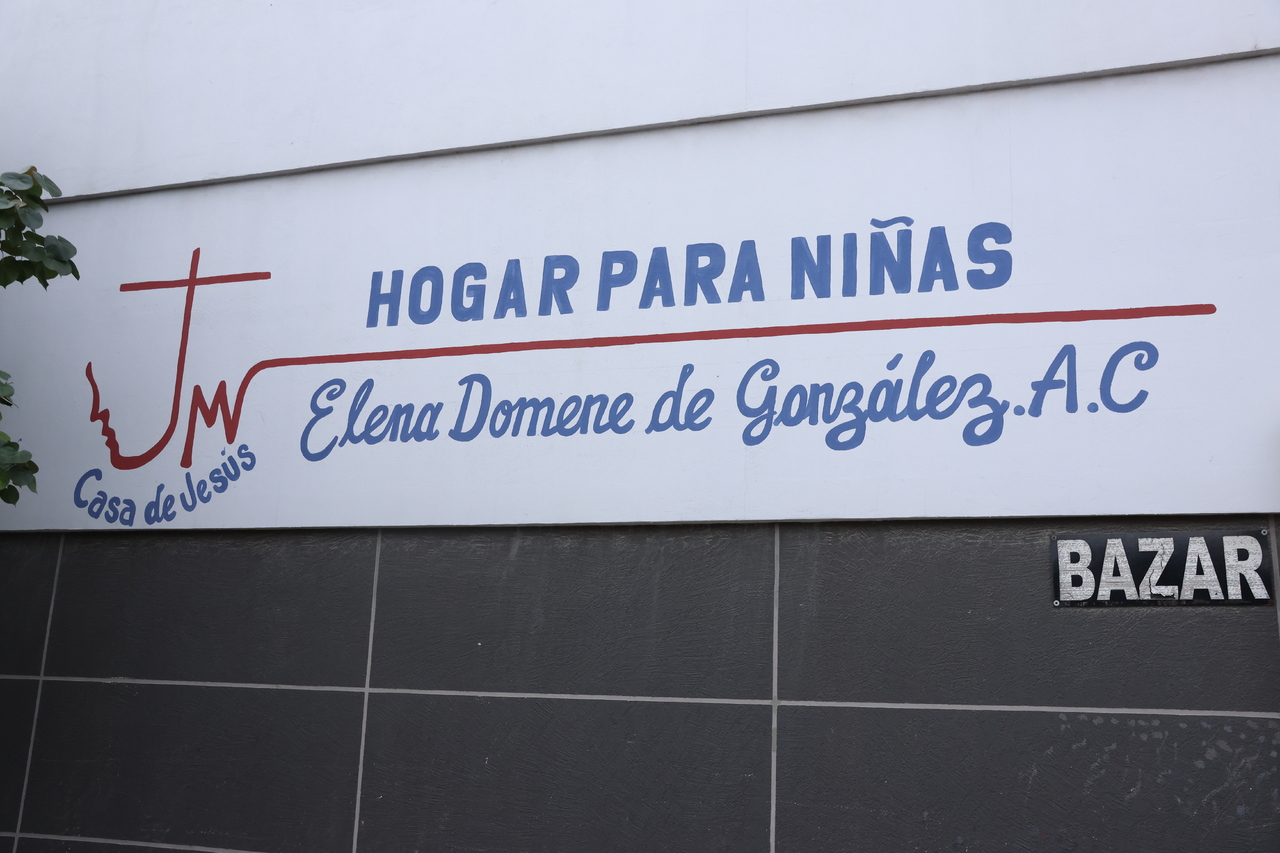 HOGAR PARA NIÑAS
Elena Domene de González.A.C
JM
Casa de Jesús
BAZAR